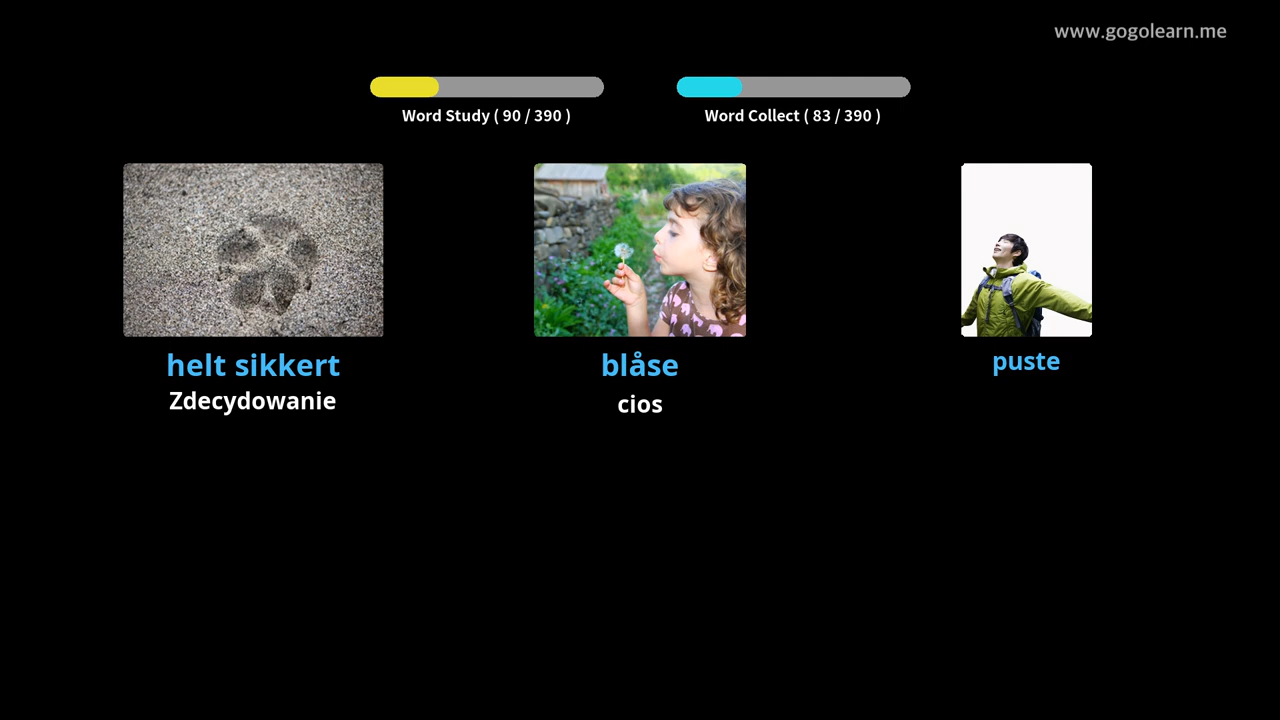 www.gogolearn.me
Word Study ( 90 / 390 )
Word Collect ( 83 / 390 )
helt sikkert
Zdecydowanie
blåse
cios
puste